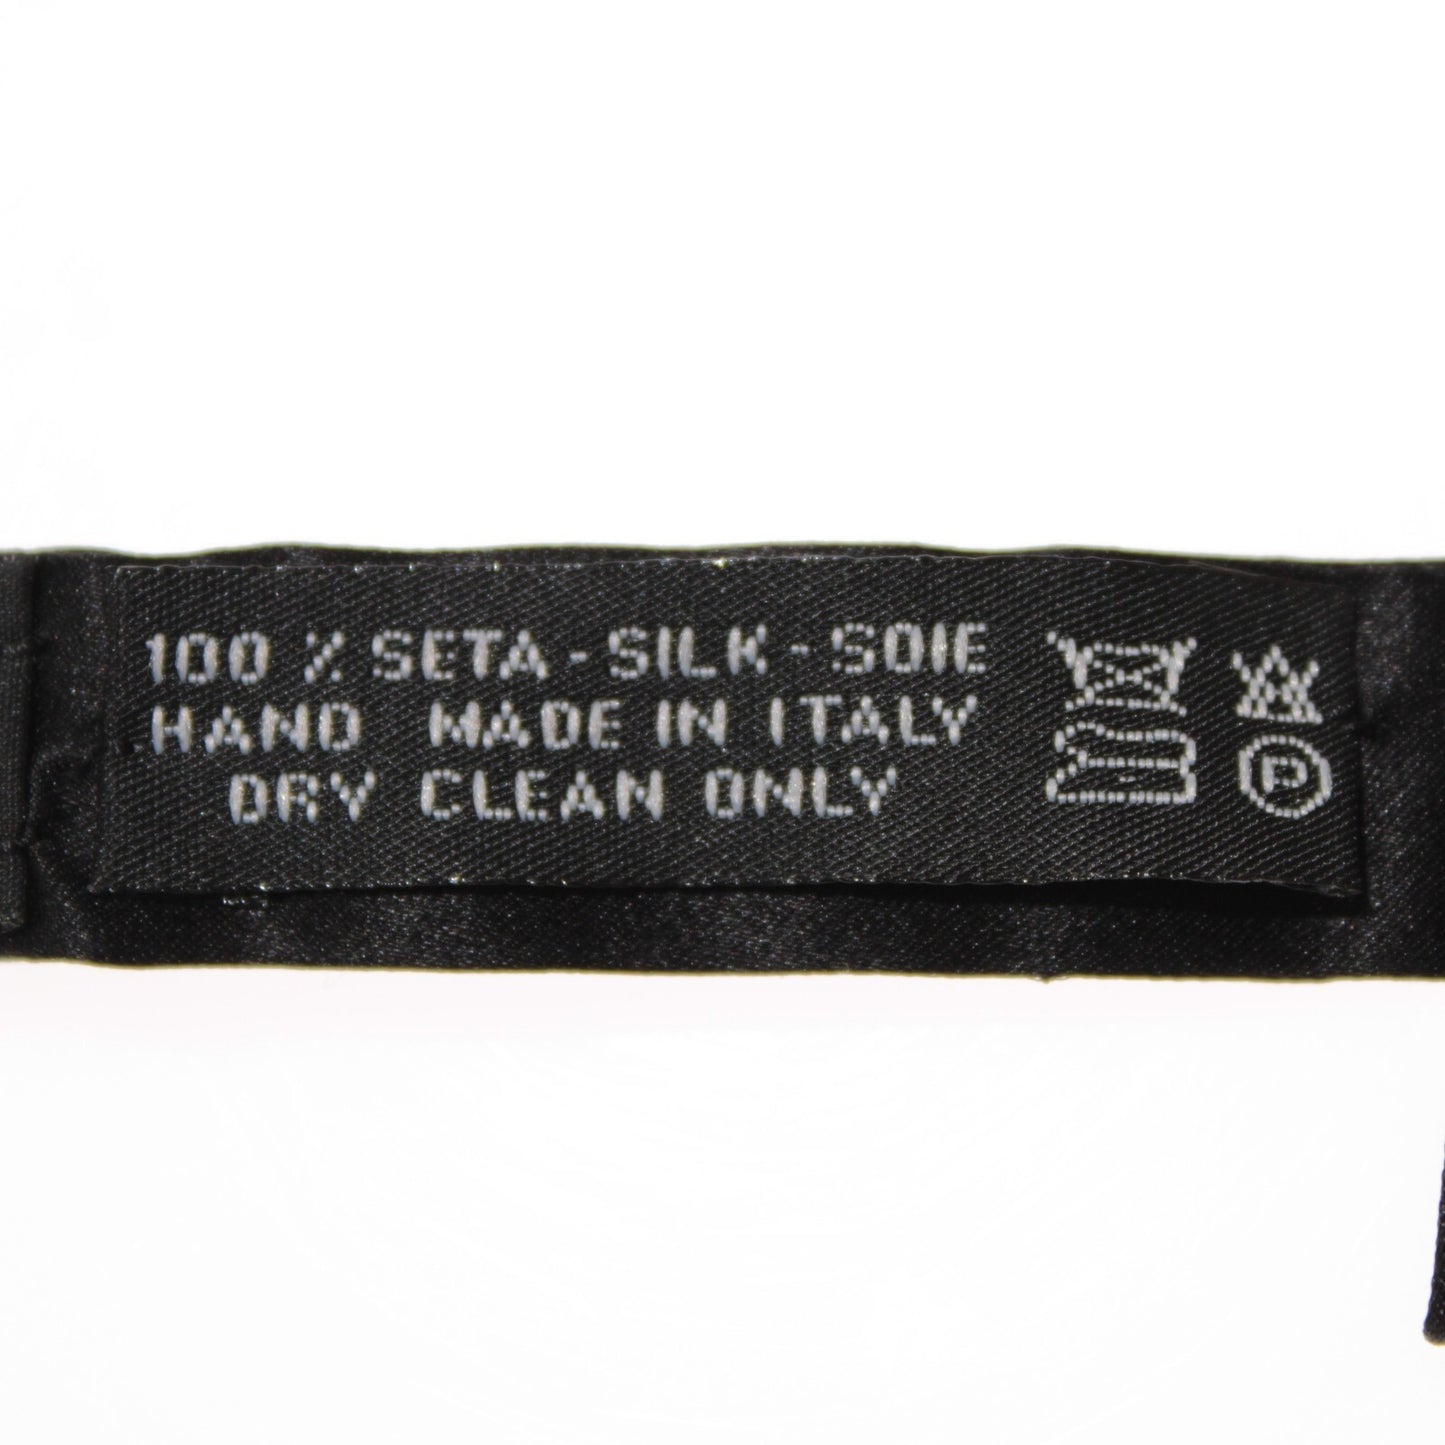 100 % SETA - SILK - SOIE
HAND MADE IN ITALY
DRY CLEAN ONLY
P